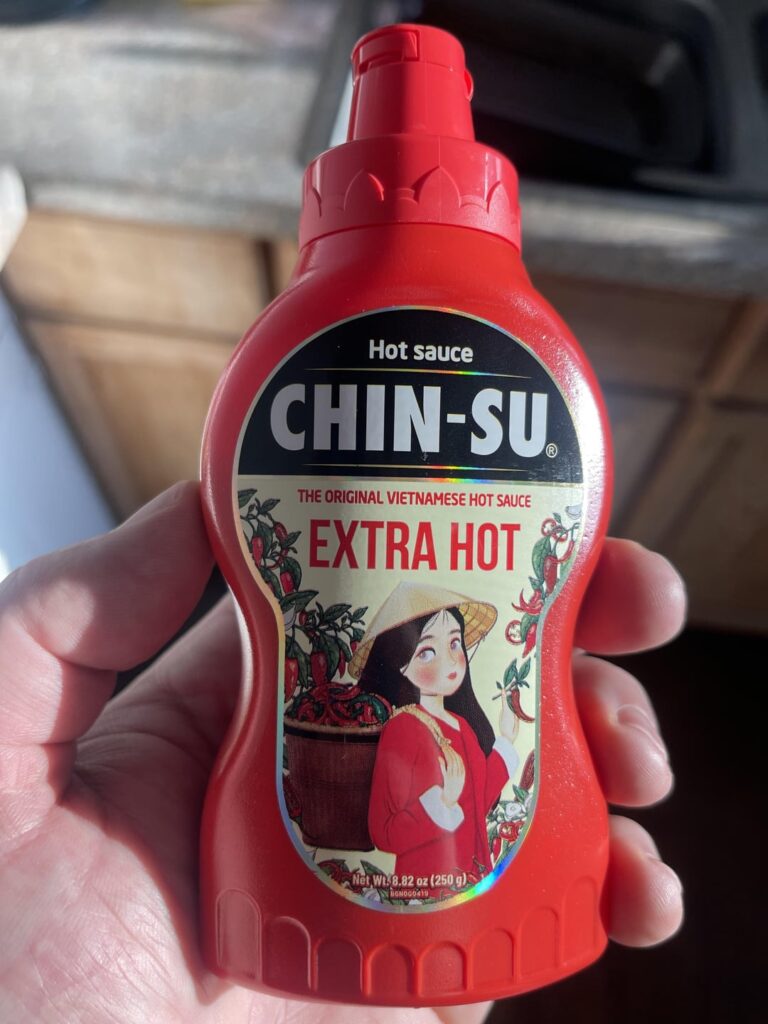 Hot sauce
CHIN-SU®
THE ORIGINAL VIETNAMESE HOT SAUCE
EXTRA HOT
Net Wt. 8.82 oz (250 g)